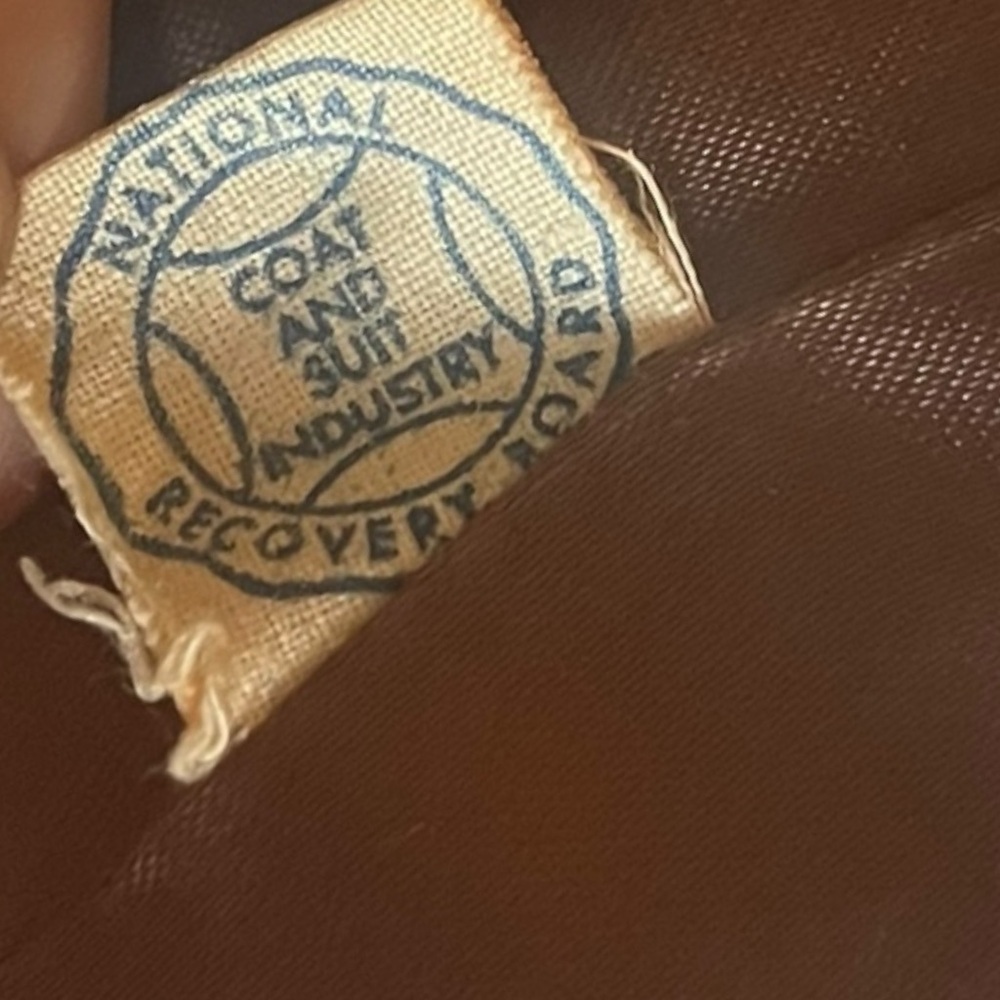 NATIONAL
COAT
AND
SUIT
INDUSTRY
RECOVERY BOARD